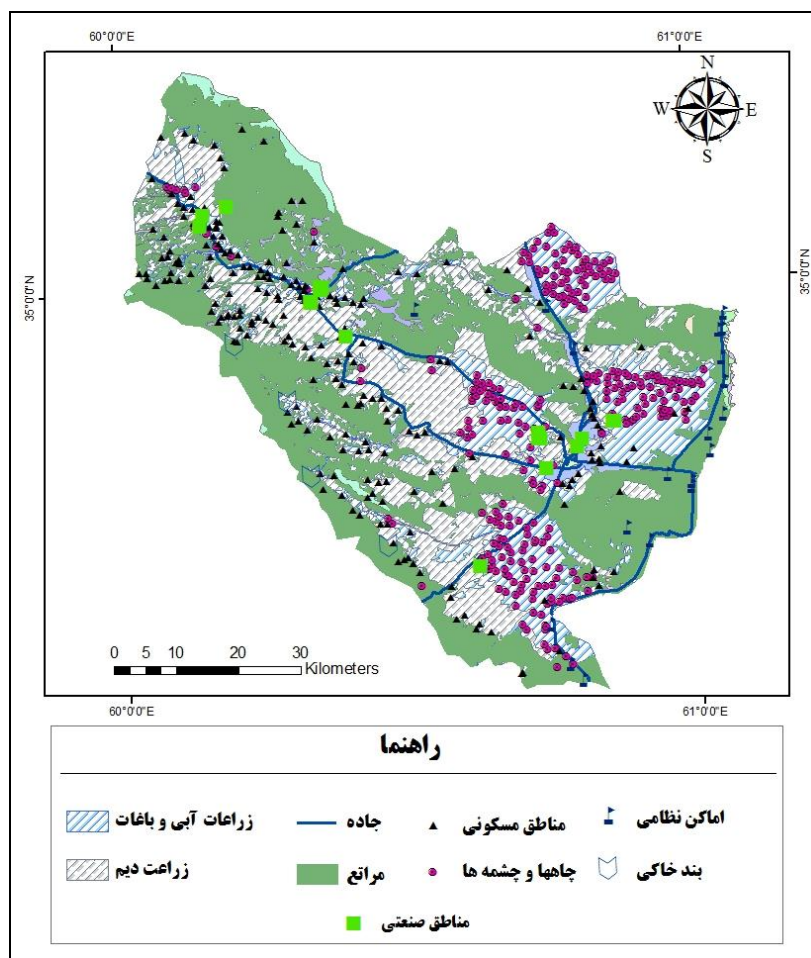 60°0'0"E 61°0'0"E
N
W E
S
35°0'0"N 35°0'0"N
0 5 10 20 30
Kilometers
60°0'0"E 61°0'0"E
راهنما
زراعات آبی و باغات جاده مناطق مسکونی اماکن نظامی
زراعت دیم مراتع چاهها و چشمه ها بند خاکی
مناطق صنعتی